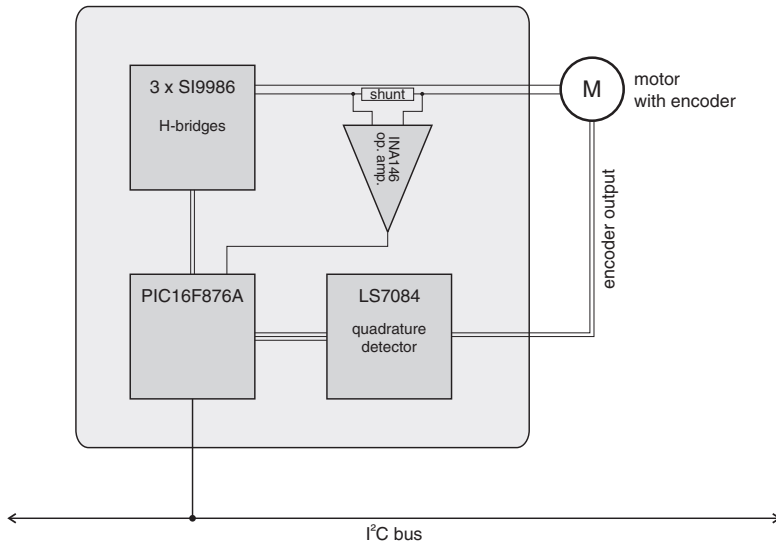 3 x SI9986
H-bridges
shunt
M
motor
with encoder
INA146
op. amp.
encoder output
PIC16F876A
LS7084
quadrature
detector
I²C bus